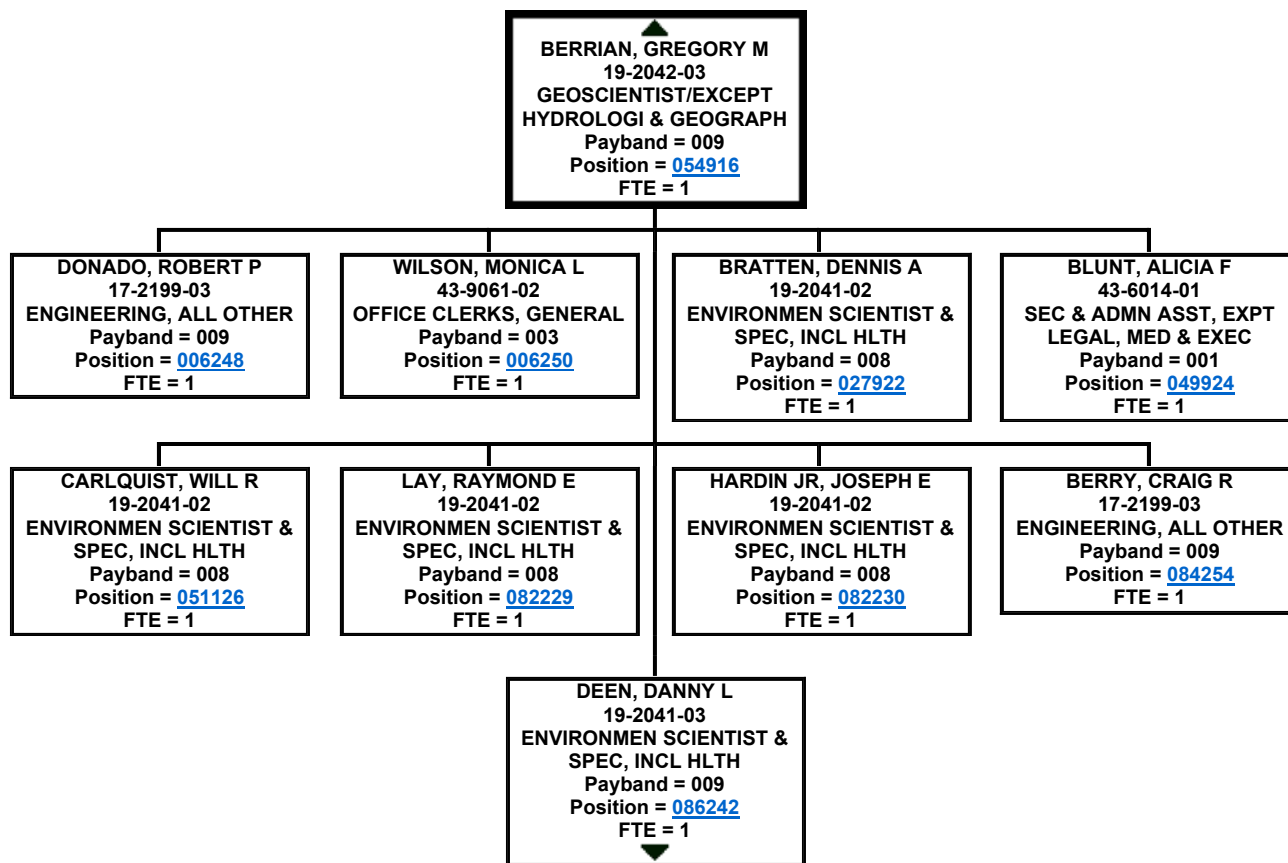 BERRIAN, GREGORY M
19-2042-03
GEOSCIENTIST/EXCEPT
HYDROLOGI & GEOGRAPH
Payband = 009
Position = 054916
FTE = 1
DONADO, ROBERT P
17-2199-03
ENGINEERING, ALL OTHER
Payband = 009
Position = 006248
FTE = 1
WILSON, MONICA L
43-9061-02
OFFICE CLERKS, GENERAL
Payband = 003
Position = 006250
FTE = 1
BRATTEN, DENNIS A
19-2041-02
ENVIRONMEN SCIENTIST &
SPEC, INCL HLTH
Payband = 008
Position = 027922
FTE = 1
BLUNT, ALICIA F
43-6014-01
SEC & ADMN ASST, EXPT
LEGAL, MED & EXEC
Payband = 001
Position = 049924
FTE = 1
CARLQUIST, WILL R
19-2041-02
ENVIRONMEN SCIENTIST &
SPEC, INCL HLTH
Payband = 008
Position = 051126
FTE = 1
LAY, RAYMOND E
19-2041-02
ENVIRONMEN SCIENTIST &
SPEC, INCL HLTH
Payband = 008
Position = 082229
FTE = 1
HARDIN JR, JOSEPH E
19-2041-02
ENVIRONMEN SCIENTIST &
SPEC, INCL HLTH
Payband = 008
Position = 082230
FTE = 1
BERRY, CRAIG R
17-2199-03
ENGINEERING, ALL OTHER
Payband = 009
Position = 084254
FTE = 1
DEEN, DANNY L
19-2041-03
ENVIRONMEN SCIENTIST &
SPEC, INCL HLTH
Payband = 009
Position = 086242
FTE = 1